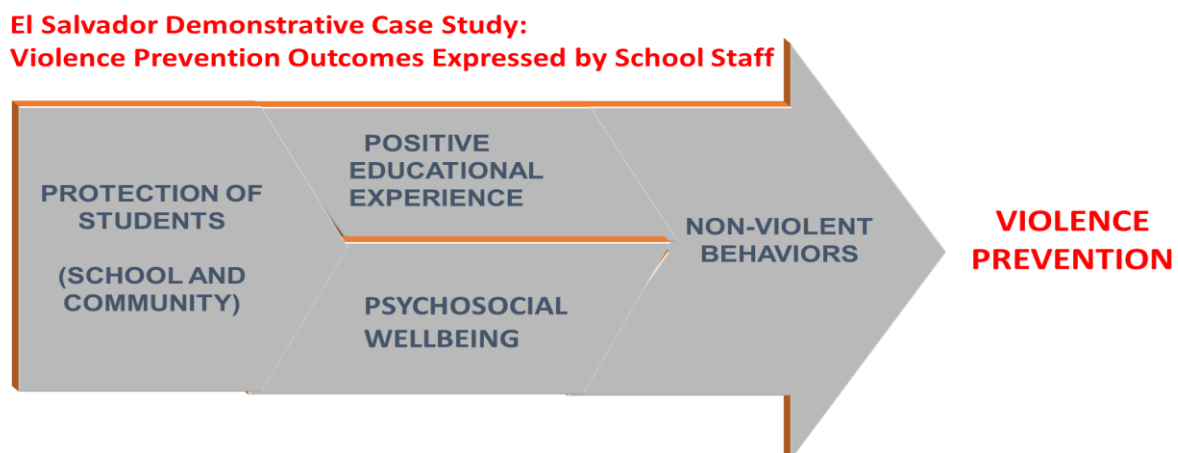 El Salvador Demonstrative Case Study:
Violence Prevention Outcomes Expressed by School Staff
PROTECTION OF
STUDENTS
(SCHOOL AND
COMMUNITY)
POSITIVE
EDUCATIONAL
EXPERIENCE
PSYCHOSOCIAL
WELLBEING
NON-VIOLENT
BEHAVIORS
VIOLENCE
PREVENTION